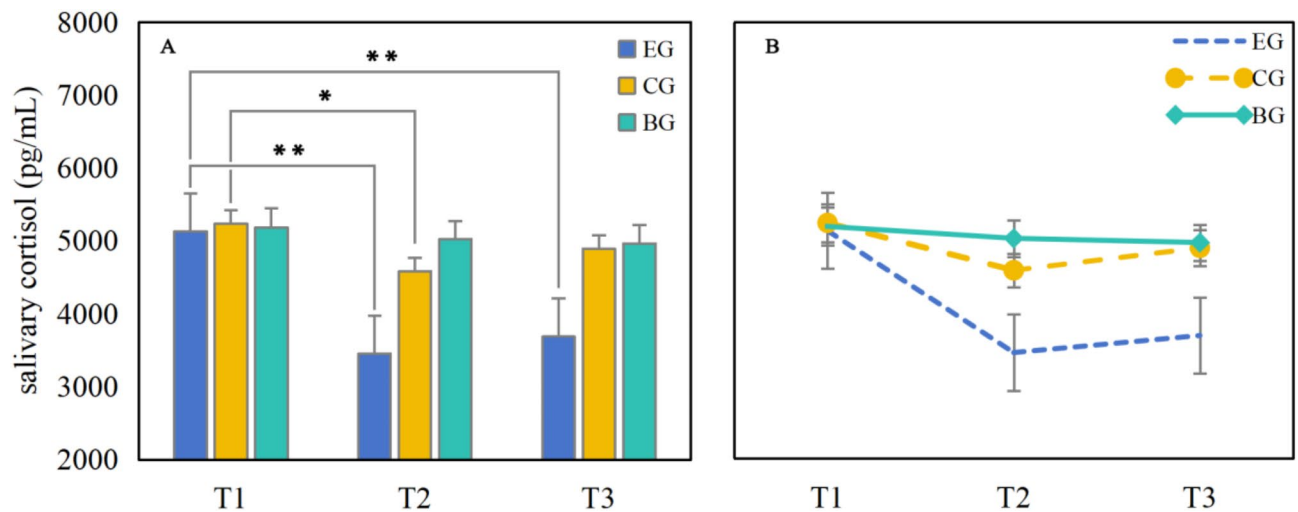 A
B
salivary cortisol (pg/mL)
8000
7000
6000
5000
4000
3000
2000
**
*
**
EG
CG
BG
EG
CG
BG
T1 T2 T3
T1 T2 T3